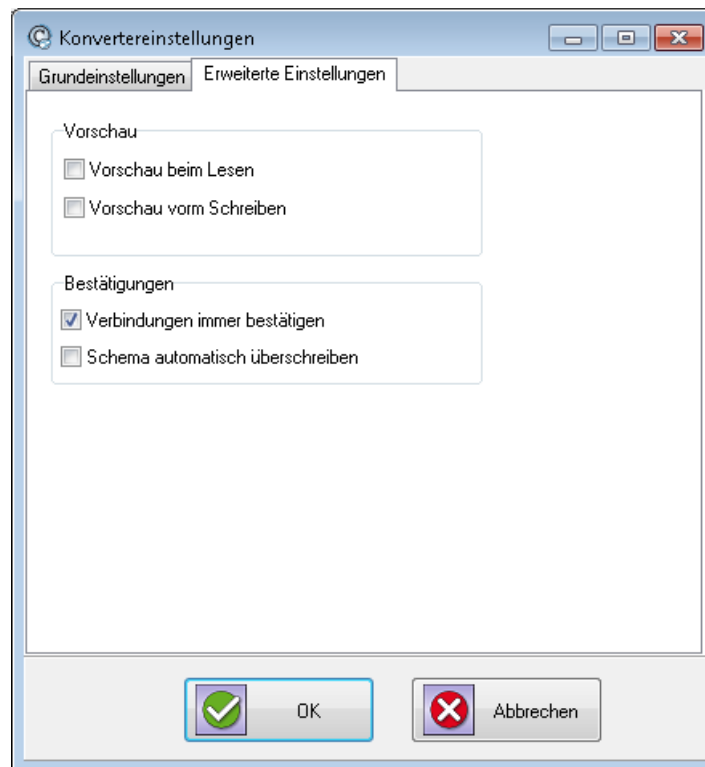 Konvertereinstellungen
Grundeinstellungen Erweiterte Einstellungen
Vorschau
Vorschau beim Lesen
Vorschau vorm Schreiben
Bestätigungen
Verbindungen immer bestätigen
Schema automatisch überschreiben
OK Abbrechen